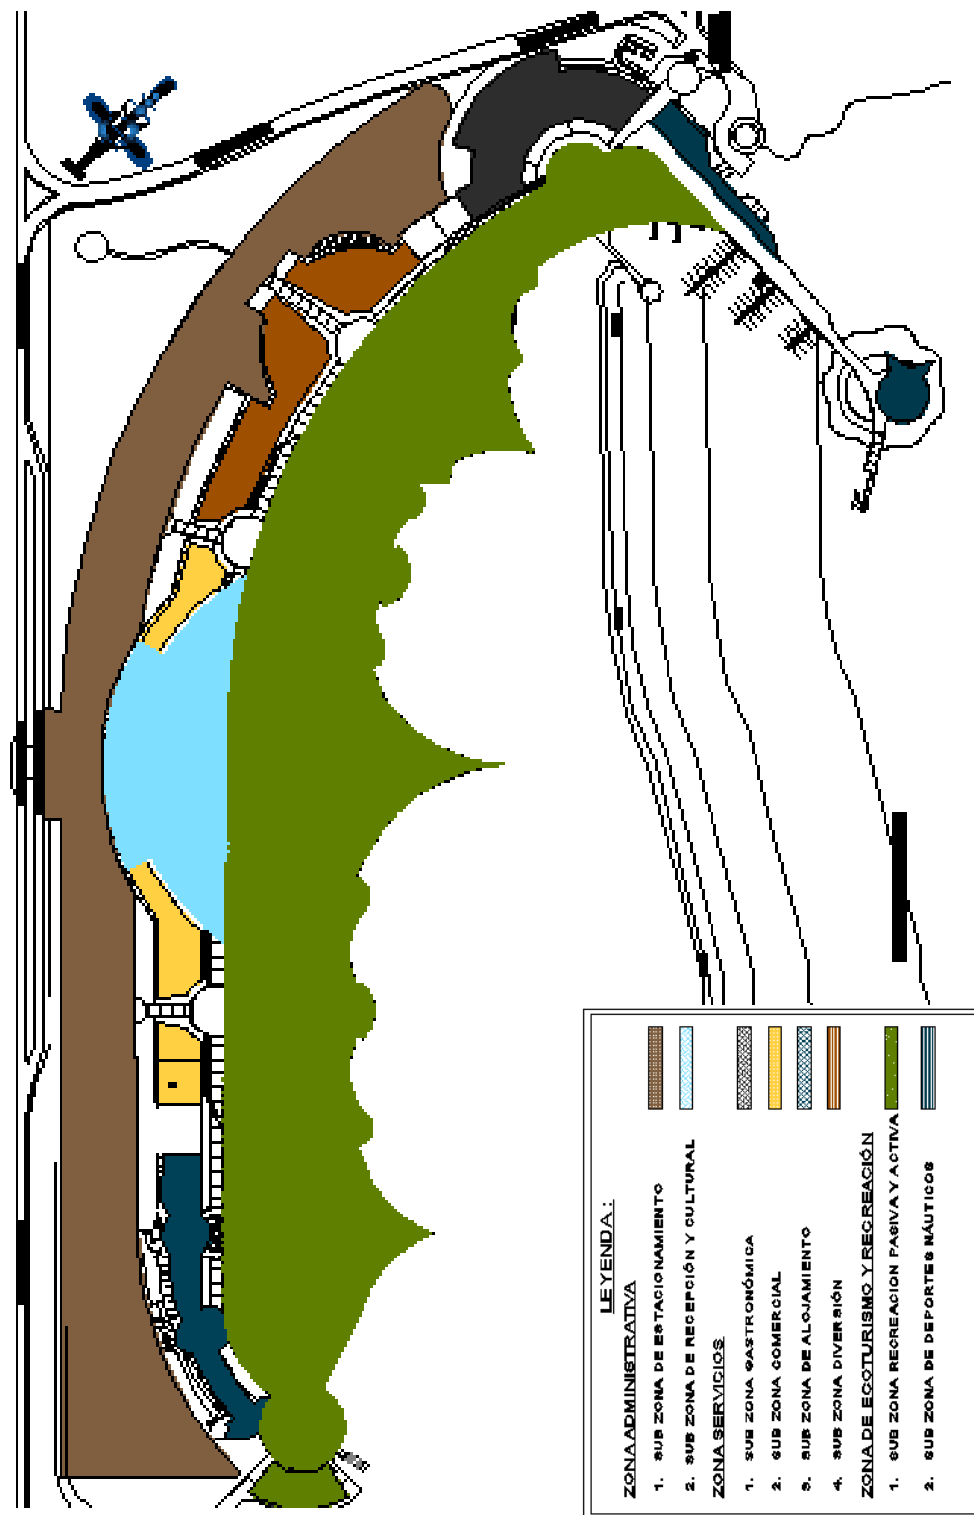 LEYENDA :
ZONA ADMINISTRATIVA
1. SUB ZONA DE ESTACIONAMIENTO
2. SUB ZONA DE RECEPCIÓN Y CULTURAL
ZONA SERVICIOS
1. SUB ZONA GASTRONÓMICA
2. SUB ZONA COMERCIAL
3. SUB ZONA DE ALOJAMIENTO
4. SUB ZONA DIVERSIÓN
ZONA DE ECOTURISMO Y RECREACIÓN
1. SUB ZONA RECREACION PASIVA Y ACTIVA
2. SUB ZONA DE DEPORTES NÁUTICOS